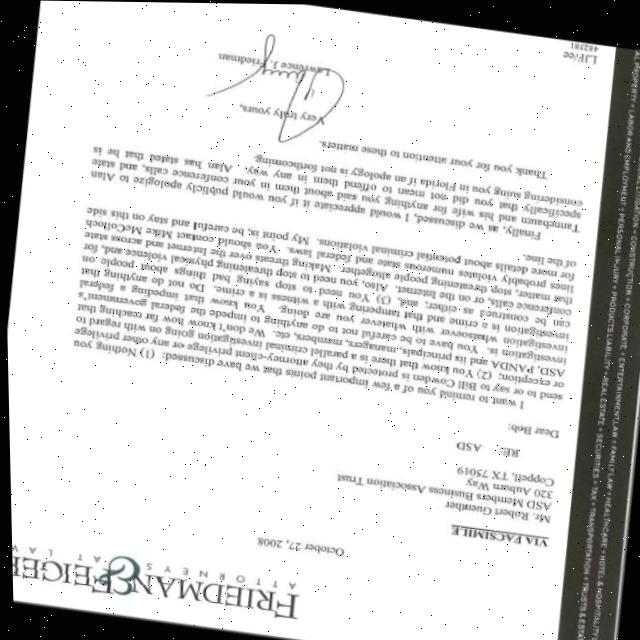 FRIEDMAN & FEIGER
ATTORNEYS AT LAW
October 27, 2008
VIA FACSIMILE
Mr. Robert Guenther
ASD Members Business Association Trust
320 Auburn Way
Coppell, TX 75019
RE: ASD
Dear Bob:
I want to remind you of a few important points that we have discussed: (1) Nothing you
send to or say to Bill Cowden is protected by they attorney-client privilege or any other privilege
or exception; (2) You know that there is a parallel criminal investigation going on with regard to
ASD, PANDA and its principals, managers, members, etc. We don't know how far reaching that
investigation is. You have to be careful not to do anything to impede the federal government's
investigation whatsoever with whatever you are doing. You know that impeding a federal
investigation is a crime and that tampering with a witness is a crime. Do not do anything that
can be construed as either; and (3) You need to stop saying bad things about people on
conference calls, or on the internet. Also, you need to stop threatening physical violence and, for
that matter, stop threatening people altogether. Making threats over the internet and across state
lines probably violates numerous state and federal laws. You should contact Mike McColloch
for more details about potential criminal violations. My point is, be careful and stay on this side
of the line.
Finally, as we discussed, I would appreciate it if you would publicly apologize to Alan
Tamebaum and his wife for anything you said about them in your conference calls, and state
specifically that you did not mean to offend them in any way. Alan has stated that he is
considering suing you in Florida if an apology is not forthcoming.
Thank you for your attention to these matters.
Very truly yours,
Lawrence J. Friedman
LJF/ec
482581
PROPERTY • LABOR AND EMPLOYMENT • PERSONAL INJURY • PRODUCTS LIABILITY • REAL ESTATE • SECURITIES • TAX • TRANSPORTATION • TRUSTS & EST
CONSTRUCTION • CORPORATE • ENTERTAINMENT LAW • FAMILY LAW • HEALTHCARE • HOTEL & HOSPITALITY